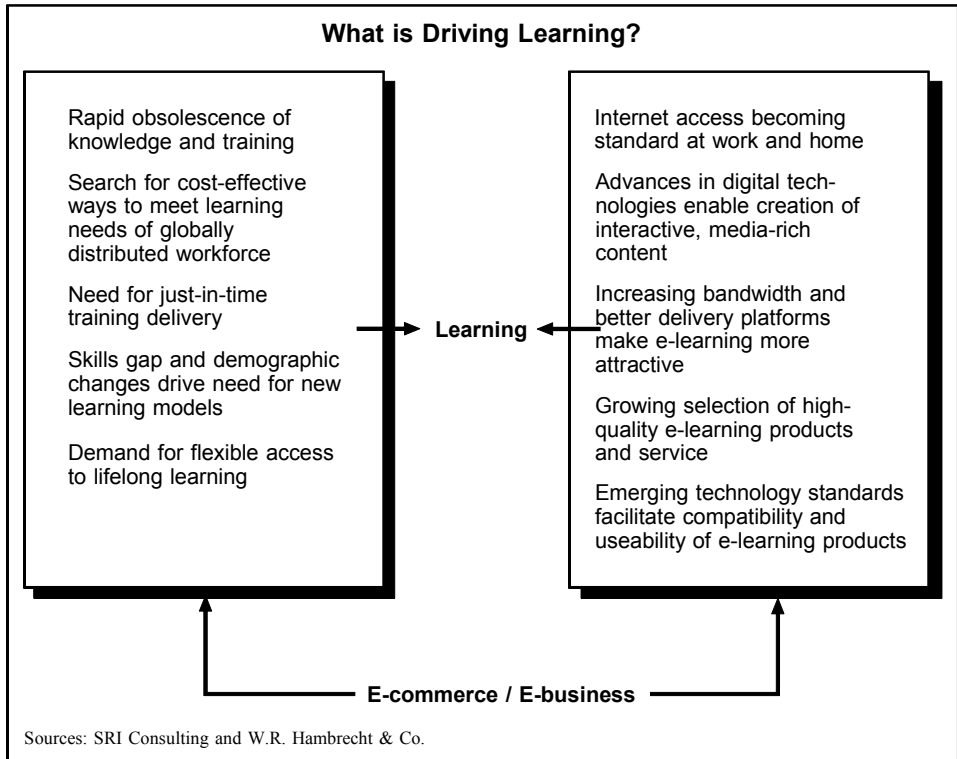 What is Driving Learning?
Rapid obsolescence of
knowledge and training
Search for cost-effective
ways to meet learning
needs of globally
distributed workforce
Need for just-in-time
training delivery
Skills gap and demographic
changes drive need for new
learning models
Demand for flexible access
to lifelong learning
Learning
Internet access becoming
standard at work and home
Advances in digital tech-
nologies enable creation of
interactive, media-rich
content
Increasing bandwidth and
better delivery platforms
make e-learning more
attractive
Growing selection of high-
quality e-learning products
and service
Emerging technology standards
facilitate compatibility and
useability of e-learning products
E-commerce / E-business
Sources: SRI Consulting and W.R. Hambrecht & Co.